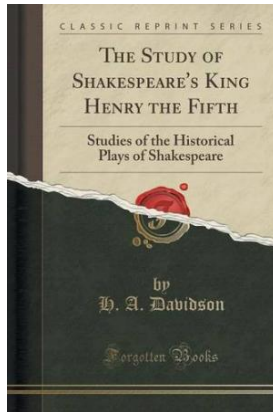 CLASSIC REPRINT SERIES
THE STUDY OF
SHAKESPEARE'S KING
HENRY THE FIFTH
Studies of the Historical
Plays of Shakespeare
by
H. A. Davidson
Forgotten Books